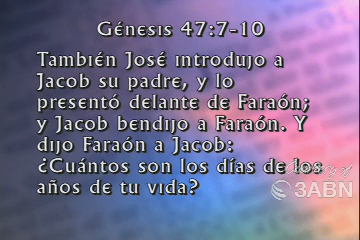 Génesis 47:7-10
También José introdujo a
Jacob su padre, y lo
presentó delante de Faraón;
y Jacob bendijo a Faraón. Y
dijo Faraón a Jacob:
¿Cuántos son los días de los
años de tu vida?
3ABN